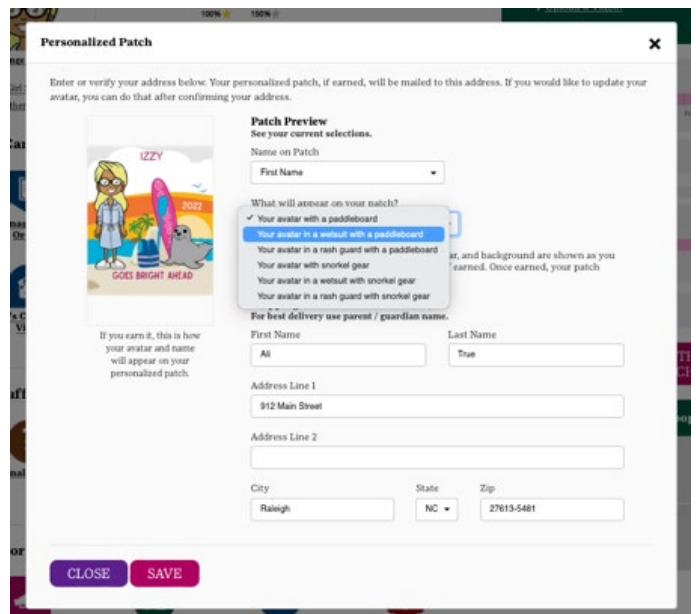 100% 150%
Personalized Patch
Enter or verify your address below. Your personalized patch, if earned, will be mailed to this address. If you would like to update your
avatar, you can do that after confirming your address.
IZZY
2022
GOES BRIGHT AHEAD
If you earn it, this is how
your avatar and name
will appear on your
personalized patch.
Patch Preview
See your current selections.
Name on Patch
First Name
What will appear on your patch?
✓ Your avatar with a paddleboard
Your avatar in a wetsuit with a paddleboard
Your avatar in a rash guard with a paddleboard
Your avatar with snorkel gear
Your avatar in a wetsuit with snorkel gear
Your avatar in a rash guard with snorkel gear
and background are shown as you
earned. Once earned, your patch
For best delivery use parent / guardian name.
First Name Last Name
Ali True
Address Line 1
912 Main Street
Address Line 2
City State Zip
Raleigh NC 27613-5481
CLOSE SAVE